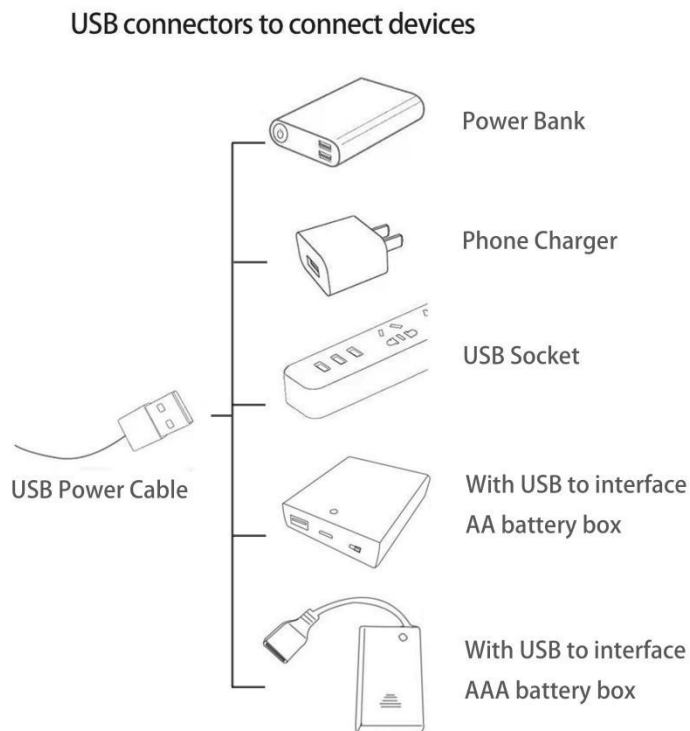 USB connectors to connect devices
Power Bank
Phone Charger
USB Socket
USB Power Cable
With USB to interface
AA battery box
With USB to interface
AAA battery box